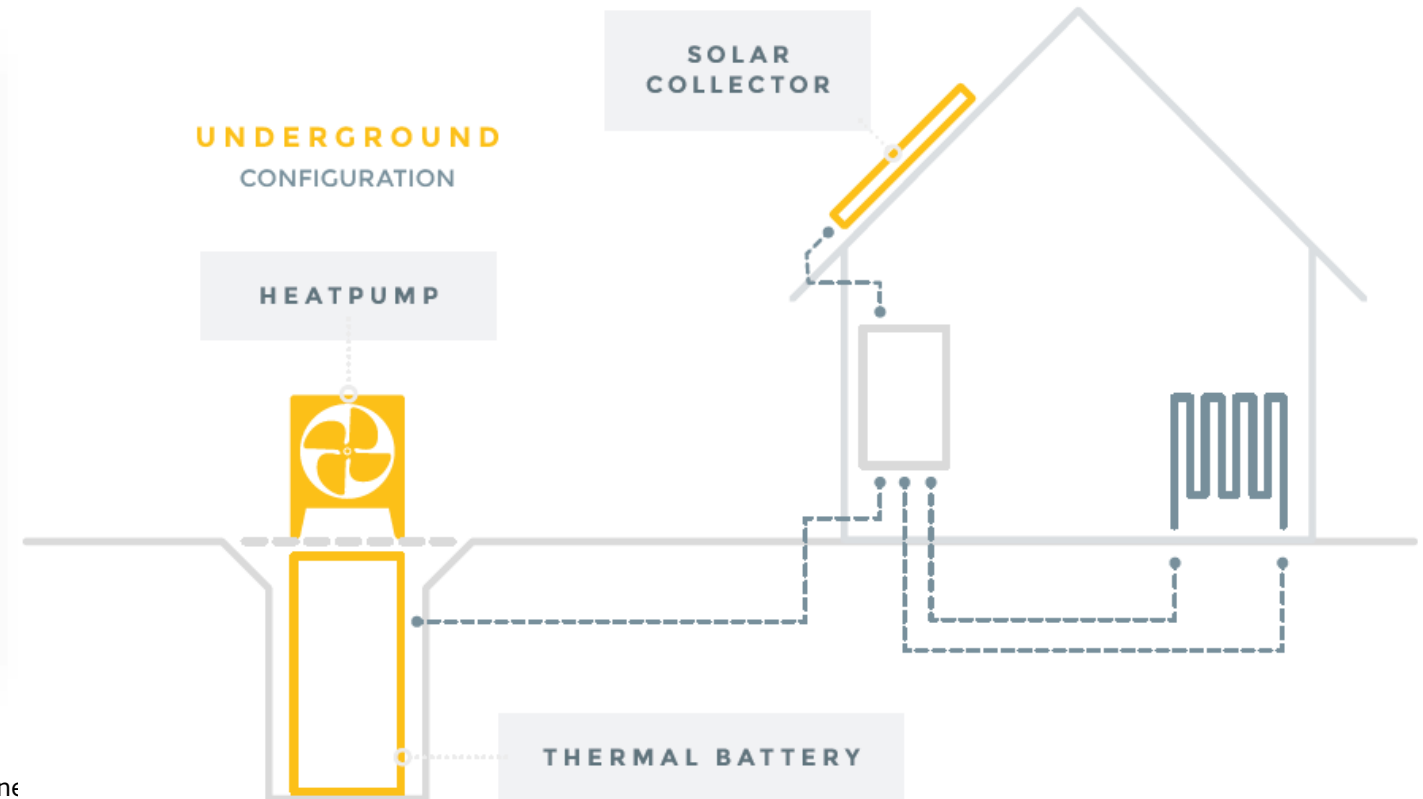 SOLAR
COLLECTOR
UNDERGROUND
CONFIGURATION
HEATPUMP
THERMAL BATTERY